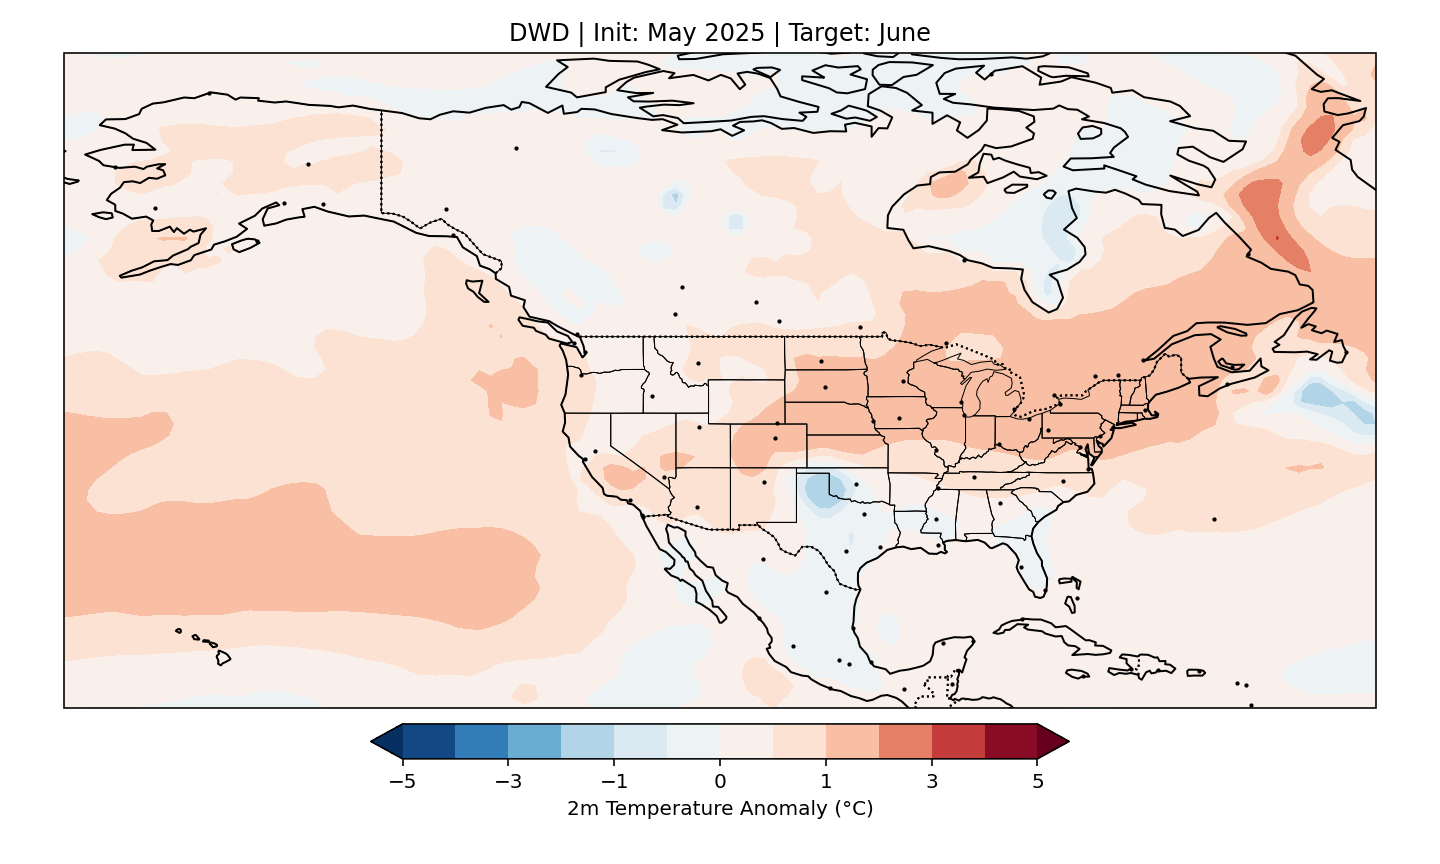 DWD | Init: May 2025 | Target: June
−5 −3 −1 0 1 3 5
2m Temperature Anomaly (°C)